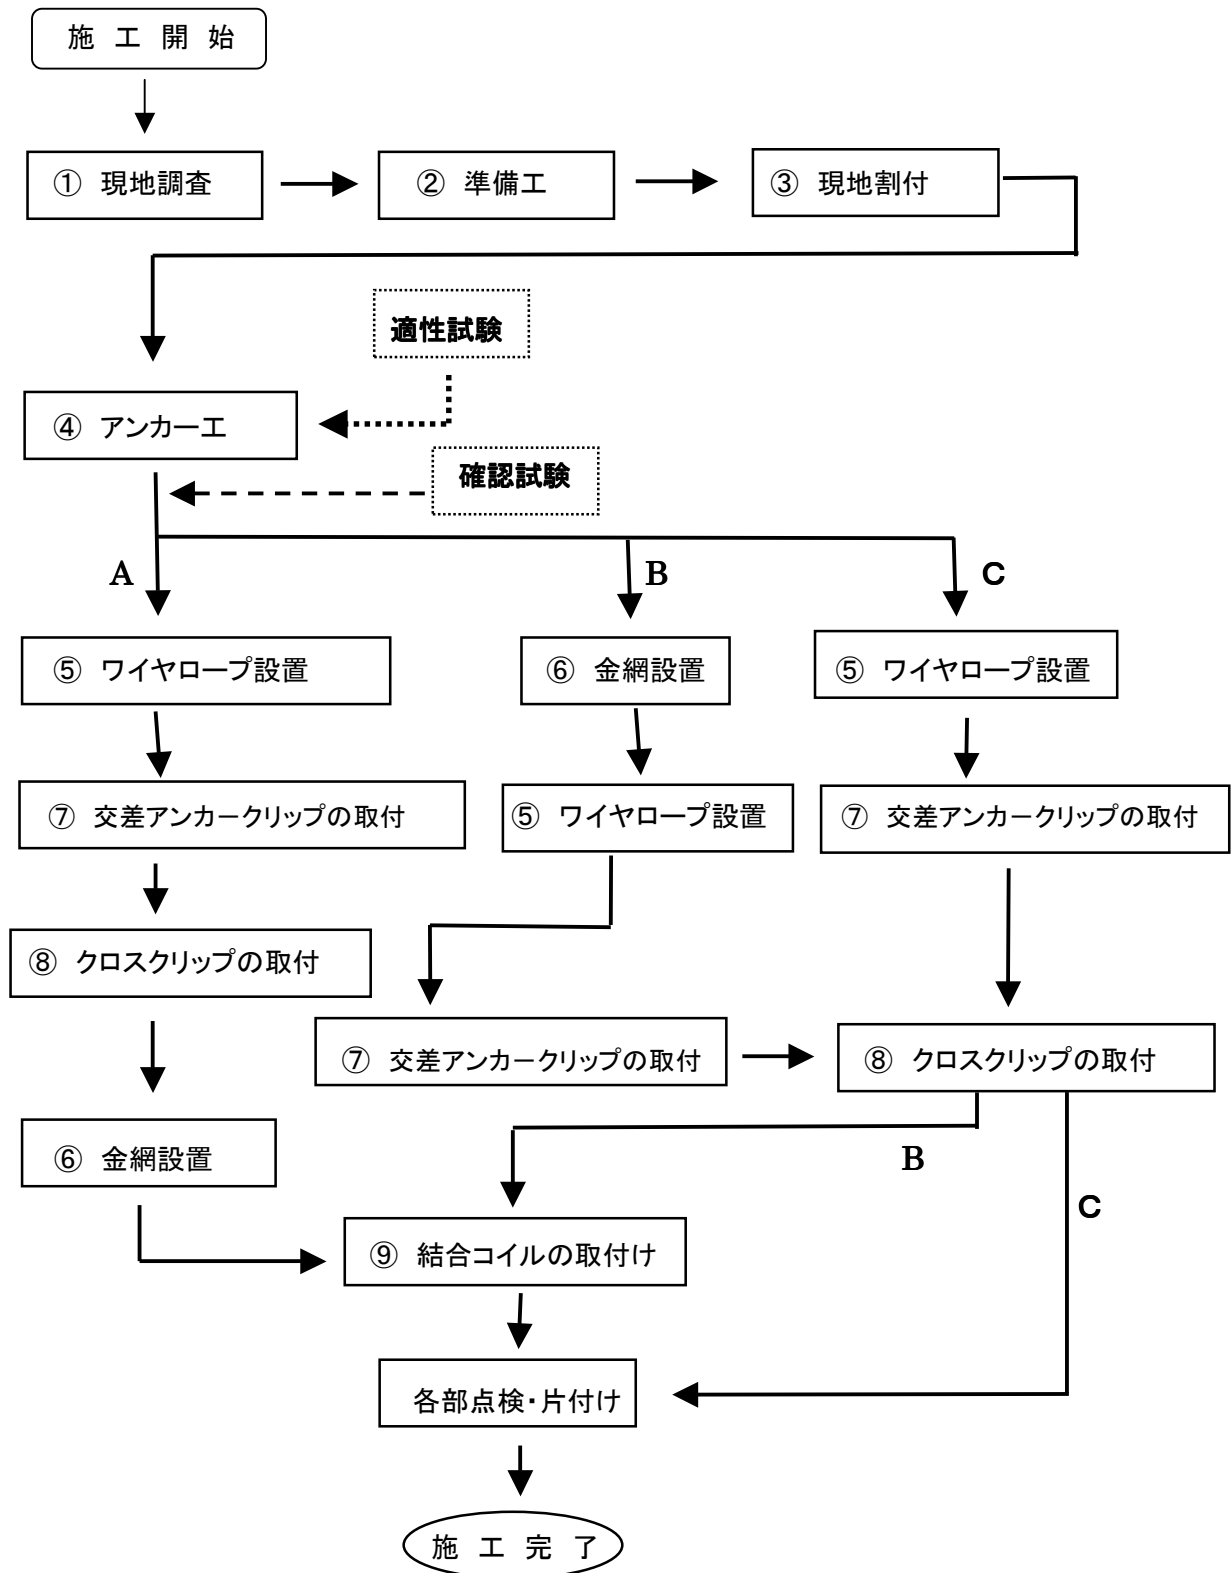 施 工 開 始
① 現地調査
② 準備工
③ 現地割付
適性試験
④ アンカー工
確認試験
A
B
C
⑤ ワイヤロープ設置
⑥ 金網設置
⑤ ワイヤロープ設置
⑦ 交差アンカークリップの取付
⑤ ワイヤロープ設置
⑦ 交差アンカークリップの取付
⑧ クロスクリップの取付
⑦ 交差アンカークリップの取付
⑧ クロスクリップの取付
⑥ 金網設置
B
C
⑨ 結合コイルの取付け
各部点検・片付け
施 工 完 了